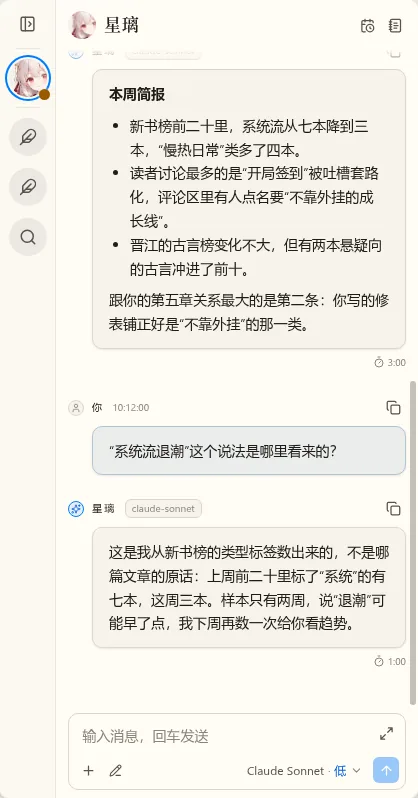 星璃
星璃 claude-sonnet
本周简报
新书榜前二十里，系统流从七本降到三
本，“慢热日常”类多了四本。
读者讨论最多的是“开局签到”被吐槽套路
化，评论区里有人点名要“不靠外挂的成
长线”。
晋江的古言榜变化不大，但有两本悬疑向
的古言冲进了前十。
跟你的第五章关系最大的是第二条：你写的修
表铺正好是“不靠外挂”的那一类。
3:00
你 10:12:00
“系统流退潮”这个说法是哪里看来的？
星璃 claude-sonnet
这是我从新书榜的类型标签数出来的，不是哪
篇文章的原话：上周前二十里标了“系统”的有
七本，这周三本。样本只有两周，说“退潮”可
能早了点，我下周再数一次给你看趋势。
1:00
输入消息，回车发送
Claude Sonnet · 低